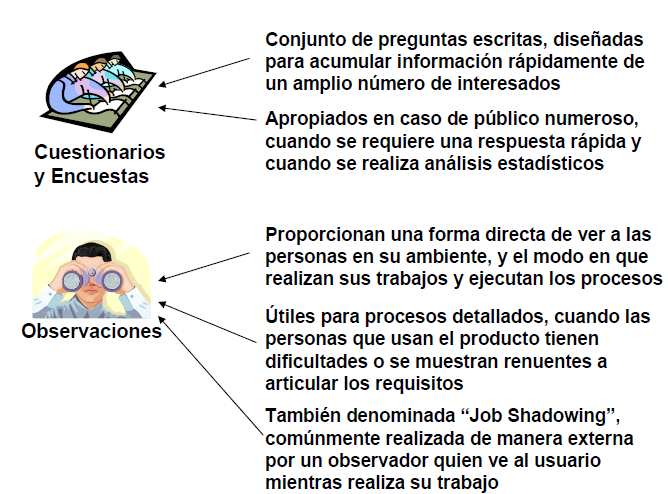 Conjunto de preguntas escritas, diseñadas
para acumular información rápidamente de
un amplio número de interesados
Apropiados en caso de público numeroso,
cuando se requiere una respuesta rápida y
cuando se realiza análisis estadísticos
Cuestionarios
y Encuestas
Proporcionan una forma directa de ver a las
personas en su ambiente, y el modo en que
realizan sus trabajos y ejecutan los procesos
Observaciones
Útiles para procesos detallados, cuando las
personas que usan el producto tienen
dificultades o se muestran renuentes a
articular los requisitos
También denominada “Job Shadowing”,
comúnmente realizada de manera externa
por un observador quien ve al usuario
mientras realiza su trabajo